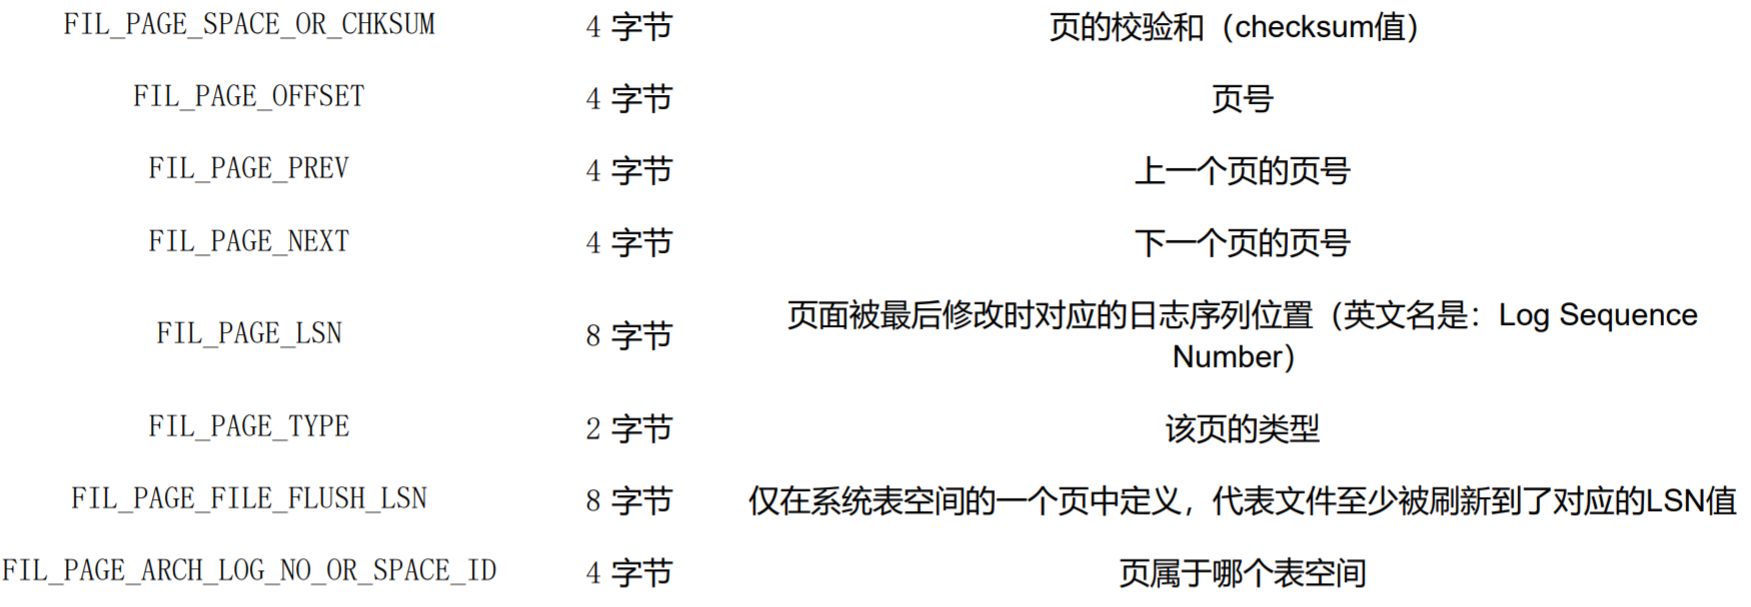 FIL_PAGE_SPACE_OR_CHKSUM 4 字节 页的校验和（checksum值）
FIL_PAGE_OFFSET 4 字节 页号
FIL_PAGE_PREV 4 字节 上一个页的页号
FIL_PAGE_NEXT 4 字节 下一个页的页号
FIL_PAGE_LSN 8 字节 页面被最后修改时对应的日志序列位置（英文名是：Log Sequence
Number）
FIL_PAGE_TYPE 2 字节 该页的类型
FIL_PAGE_FILE_FLUSH_LSN 8 字节 仅在系统表空间的一个页中定义，代表文件至少被刷新到了对应的LSN值
FIL_PAGE_ARCH_LOG_NO_OR_SPACE_ID 4 字节 页属于哪个表空间